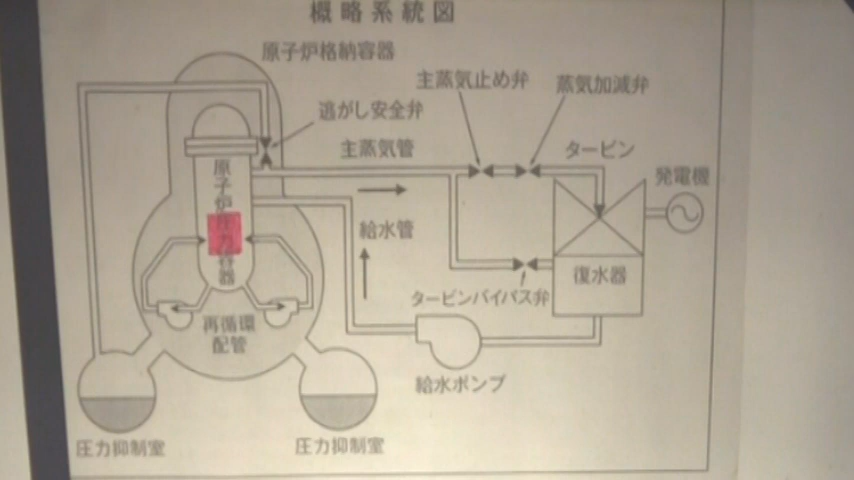 概略系統図
原子炉格納容器
主蒸気止め弁
蒸気加減弁
逃がし安全弁
主蒸気管
タービン
発電機
原子炉圧力容器
給水管
復水器
タービンバイパス弁
再循環
配管
給水ポンプ
圧力抑制室
圧力抑制室